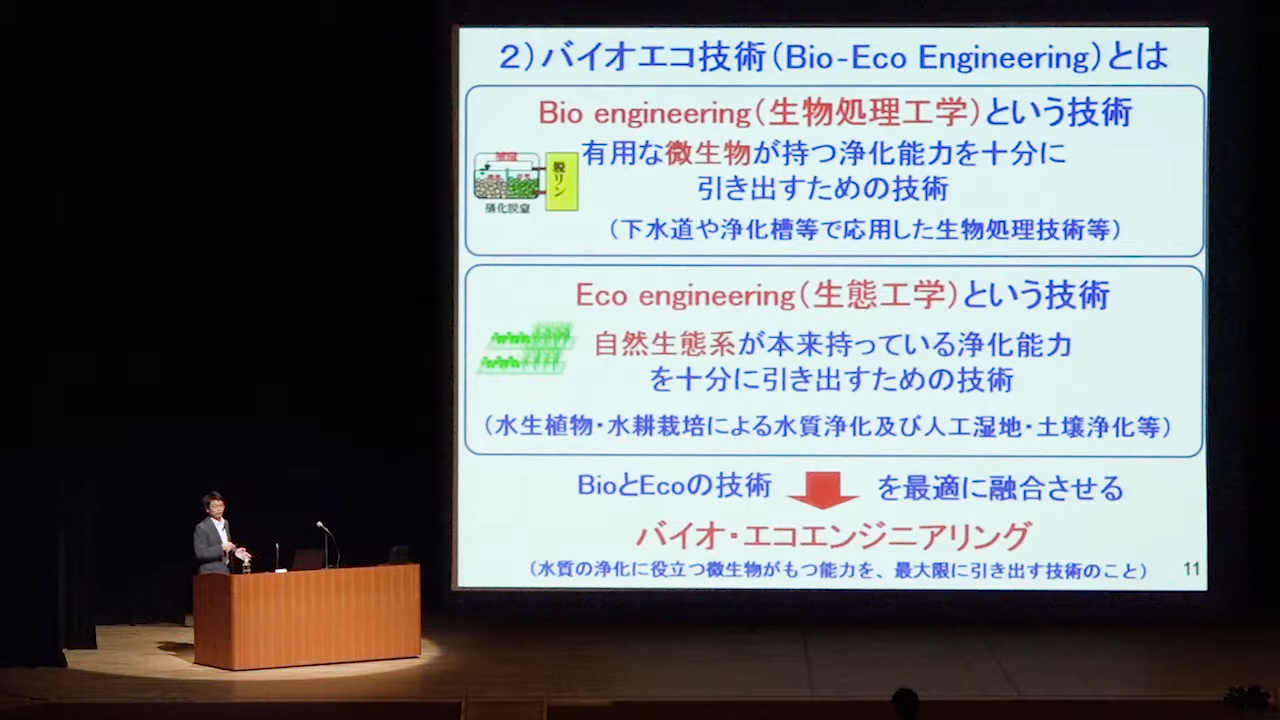 2）バイオエコ技術（Bio-Eco Engineering）とは
Bio engineering（生物処理工学）という技術
有用な微生物が持つ浄化能力を十分に
引き出すための技術
脱リン
硝化脱窒
（下水道や浄化槽等で応用した生物処理技術等）
Eco engineering（生態工学）という技術
自然生態系が本来持っている浄化能力
を十分に引き出すための技術
（水生植物・水耕栽培による水質浄化及び人工湿地・土壌浄化等）
BioとEcoの技術 を最適に融合させる
バイオ・エコエンジニアリング
（水質の浄化に役立つ微生物がもつ能力を、最大限に引き出す技術のこと）
11